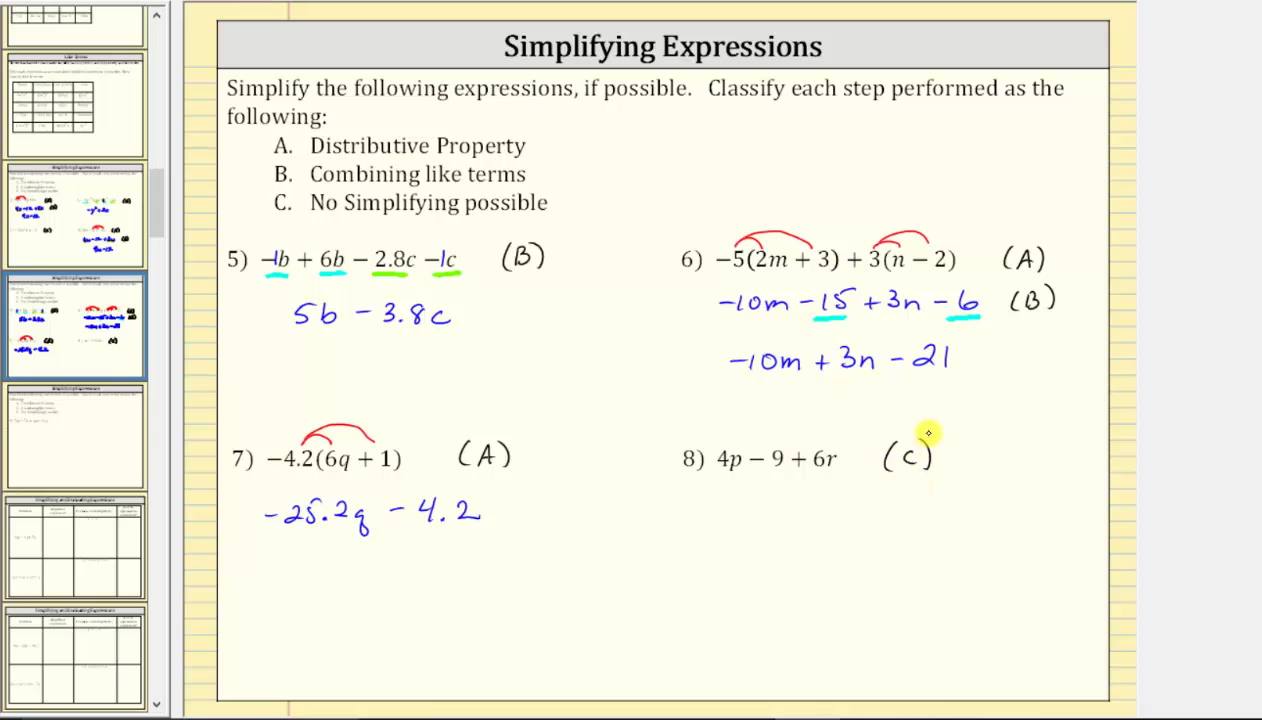 Simplifying Expressions
Simplify the following expressions, if possible. Classify each step performed as the
following:
A. Distributive Property
B. Combining like terms
C. No Simplifying possible
5) -1b + 6b − 2.8c -1c (B)
5b - 3.8c
6) −5(2m + 3) + 3(n − 2) (A)
-10m - 15 + 3n - 6 (B)
-10m + 3n - 21
7) −4.2(6q + 1) (A)
-25.2q - 4.2
8) 4p − 9 + 6r (C)